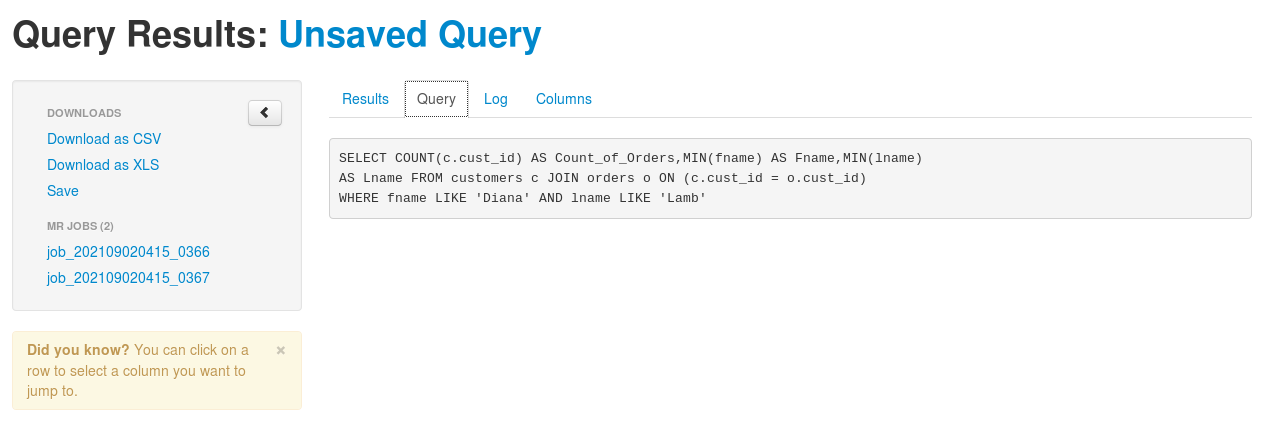 Query Results: Unsaved Query
DOWNLOADS
Download as CSV
Download as XLS
Save
MR JOBS (2)
job_202109020415_0366
job_202109020415_0367
Did you know? You can click on a
row to select a column you want to
jump to.
Results Query Log Columns
SELECT COUNT(c.cust_id) AS Count_of_Orders,MIN(fname) AS Fname,MIN(lname)
AS Lname FROM customers c JOIN orders o ON (c.cust_id = o.cust_id)
WHERE fname LIKE 'Diana' AND lname LIKE 'Lamb'